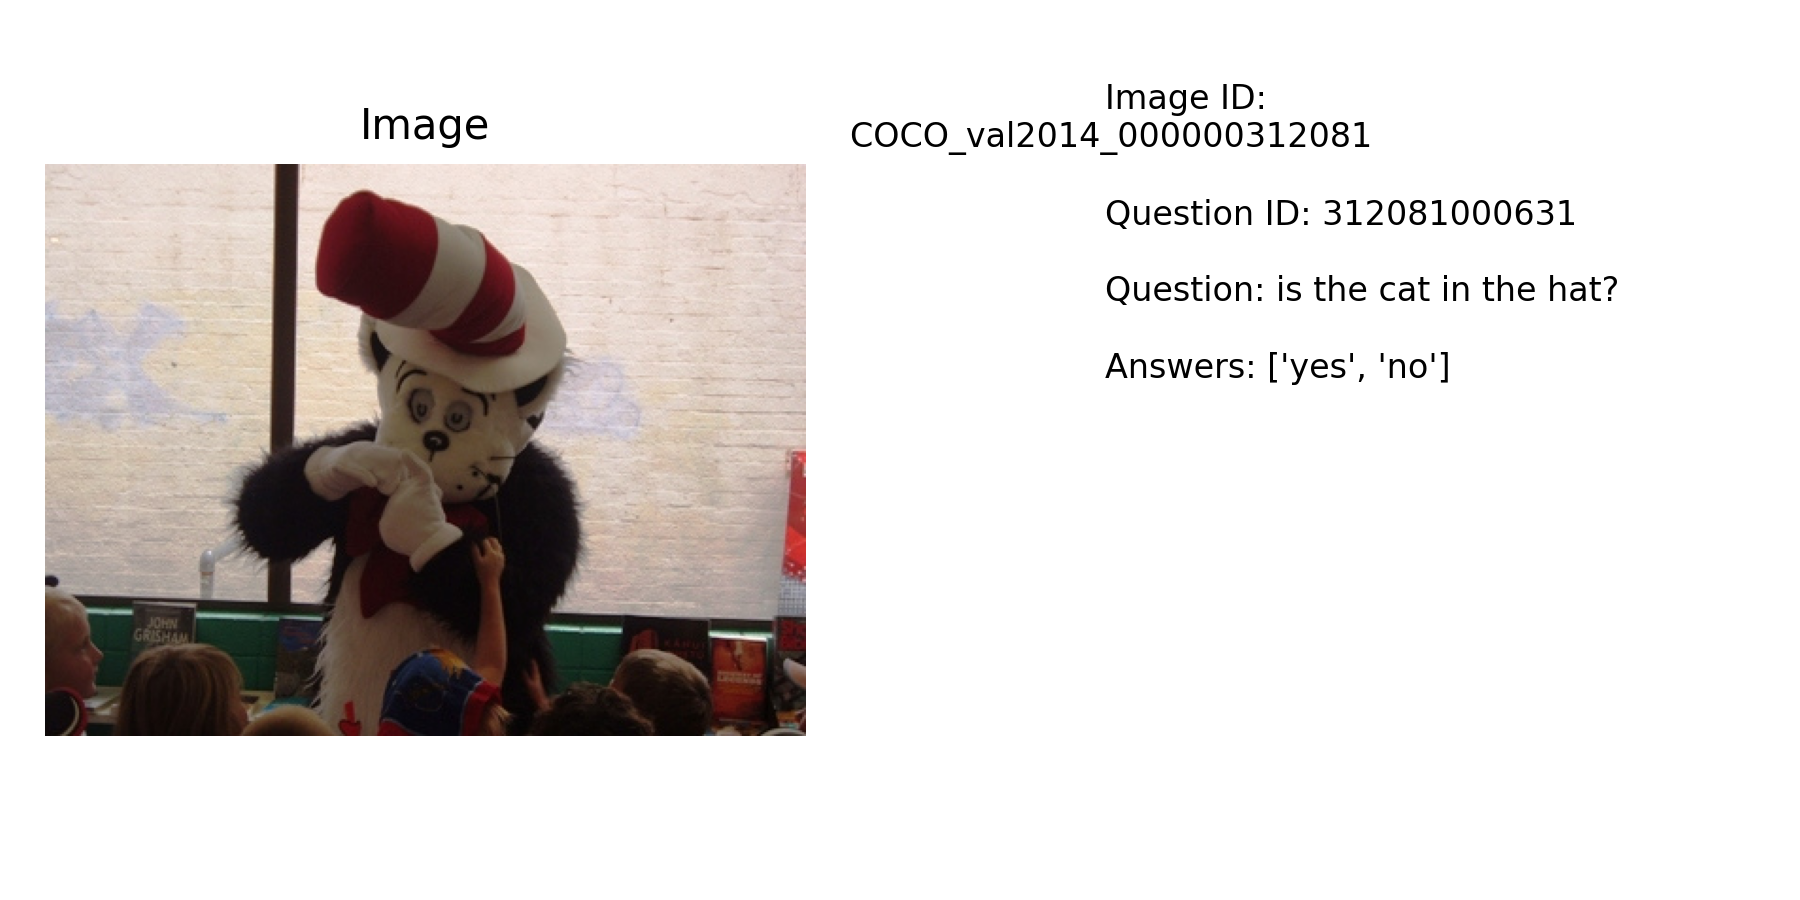 Image
Image ID:
COCO_val2014_000000312081
Question ID: 312081000631
Question: is the cat in the hat?
Answers: ['yes', 'no']
JOHN
GRISHAM